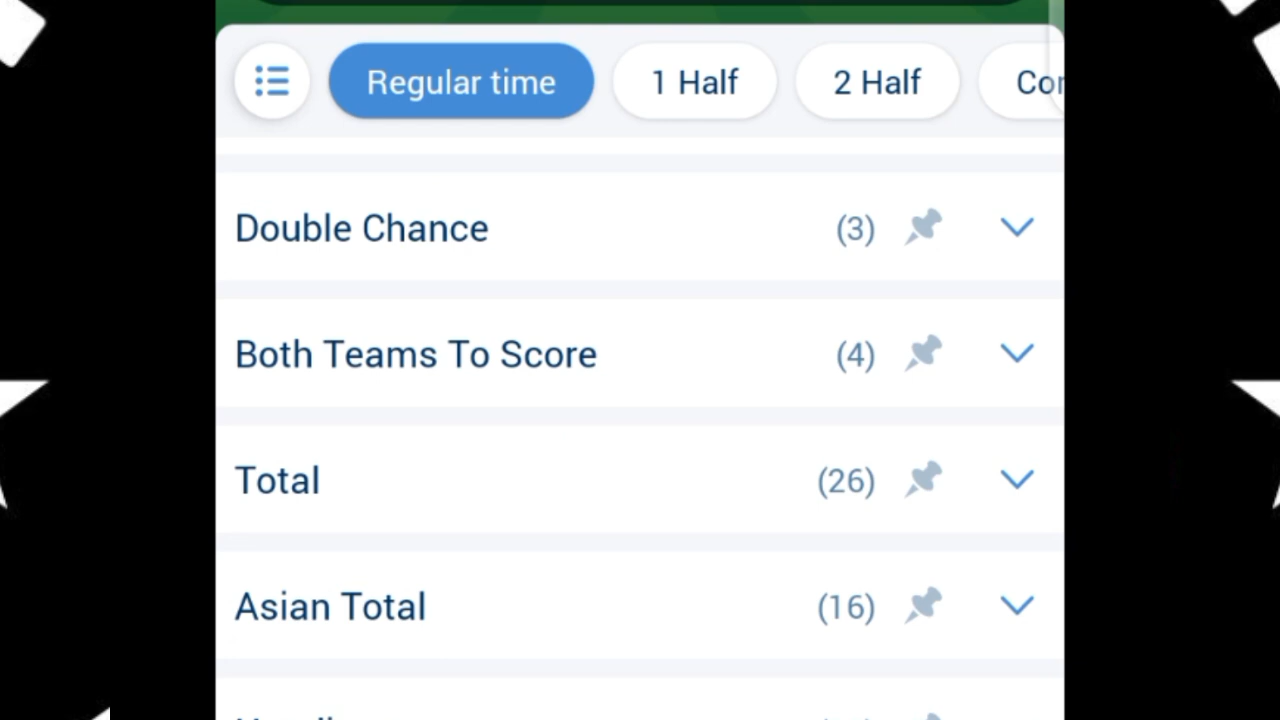 Regular time 1 Half 2 Half
Double Chance (3)
Both Teams To Score (4)
Total (26)
Asian Total (16)